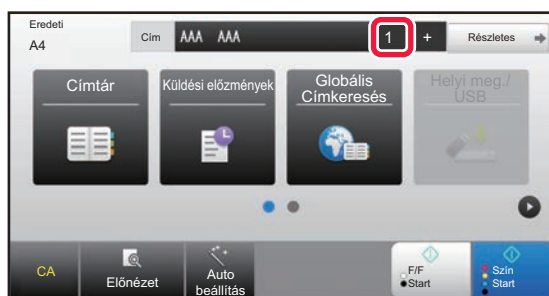 Eredeti
A4
Cím
AAA AAA
1
+
Részletes
Címtár
Küldési előzmények
Globális
Címkeresés
Helyi meg./
USB
CA
Előnézet
Auto
beállítás
F/F
Start
Szín
Start